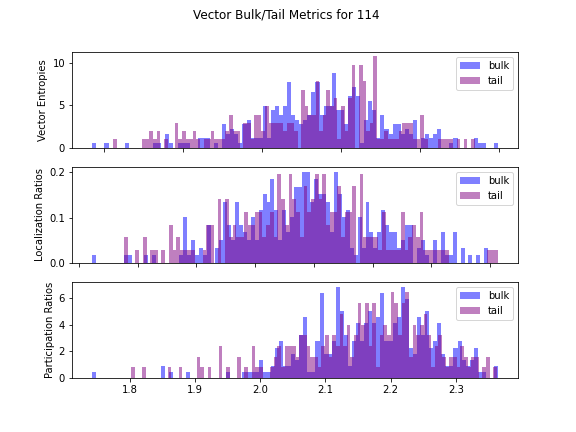 Vector Bulk/Tail Metrics for 114
Vector Entropies
10
5
0
bulk
tail
Localization Ratios
0.2
0.1
0.0
bulk
tail
Participation Ratios
6
4
2
0
bulk
tail
1.8 1.9 2.0 2.1 2.2 2.3